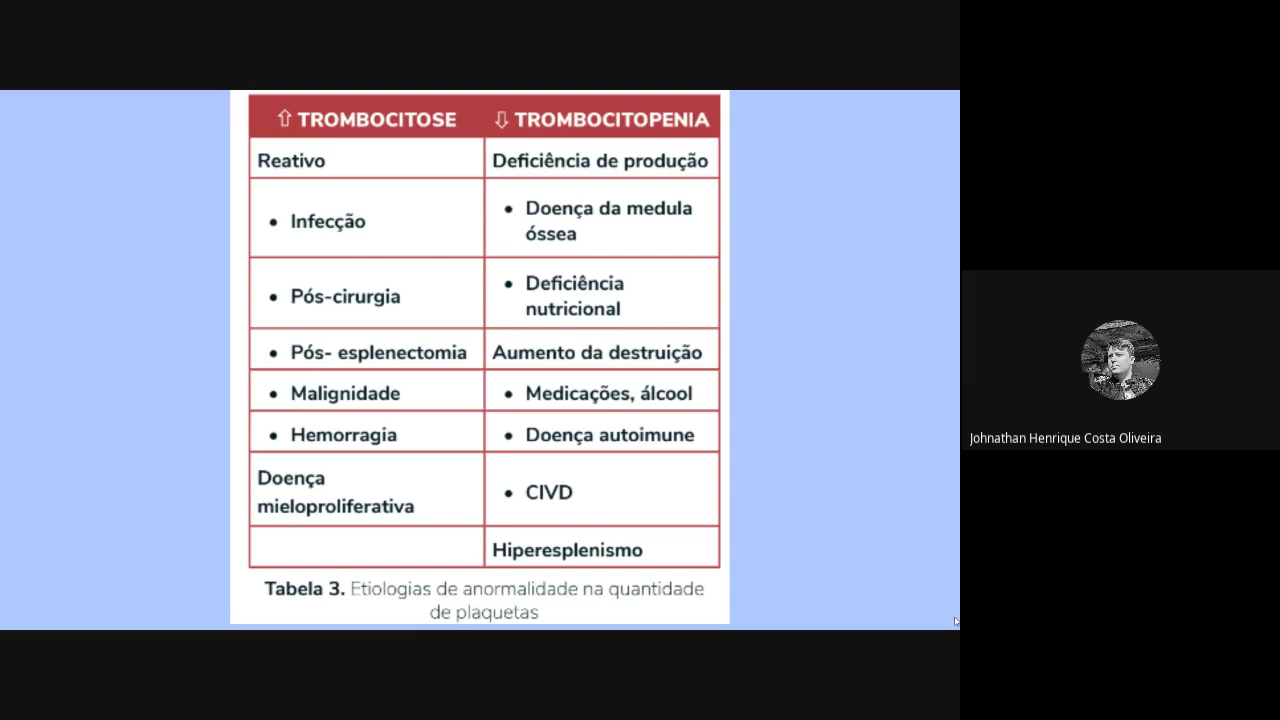 ⇧ TROMBOCITOSE
⇩ TROMBOCITOPENIA
Reativo
Deficiência de produção
• Infecção
• Doença da medula
óssea
• Pós-cirurgia
• Deficiência
nutricional
• Pós- esplenectomia
Aumento da destruição
• Malignidade
• Medicações, álcool
• Hemorragia
• Doença autoimune
Doença
mieloproliferativa
• CIVD
Hiperesplenismo
Tabela 3. Etiologias de anormalidade na quantidade
de plaquetas
Johnathan Henrique Costa Oliveira